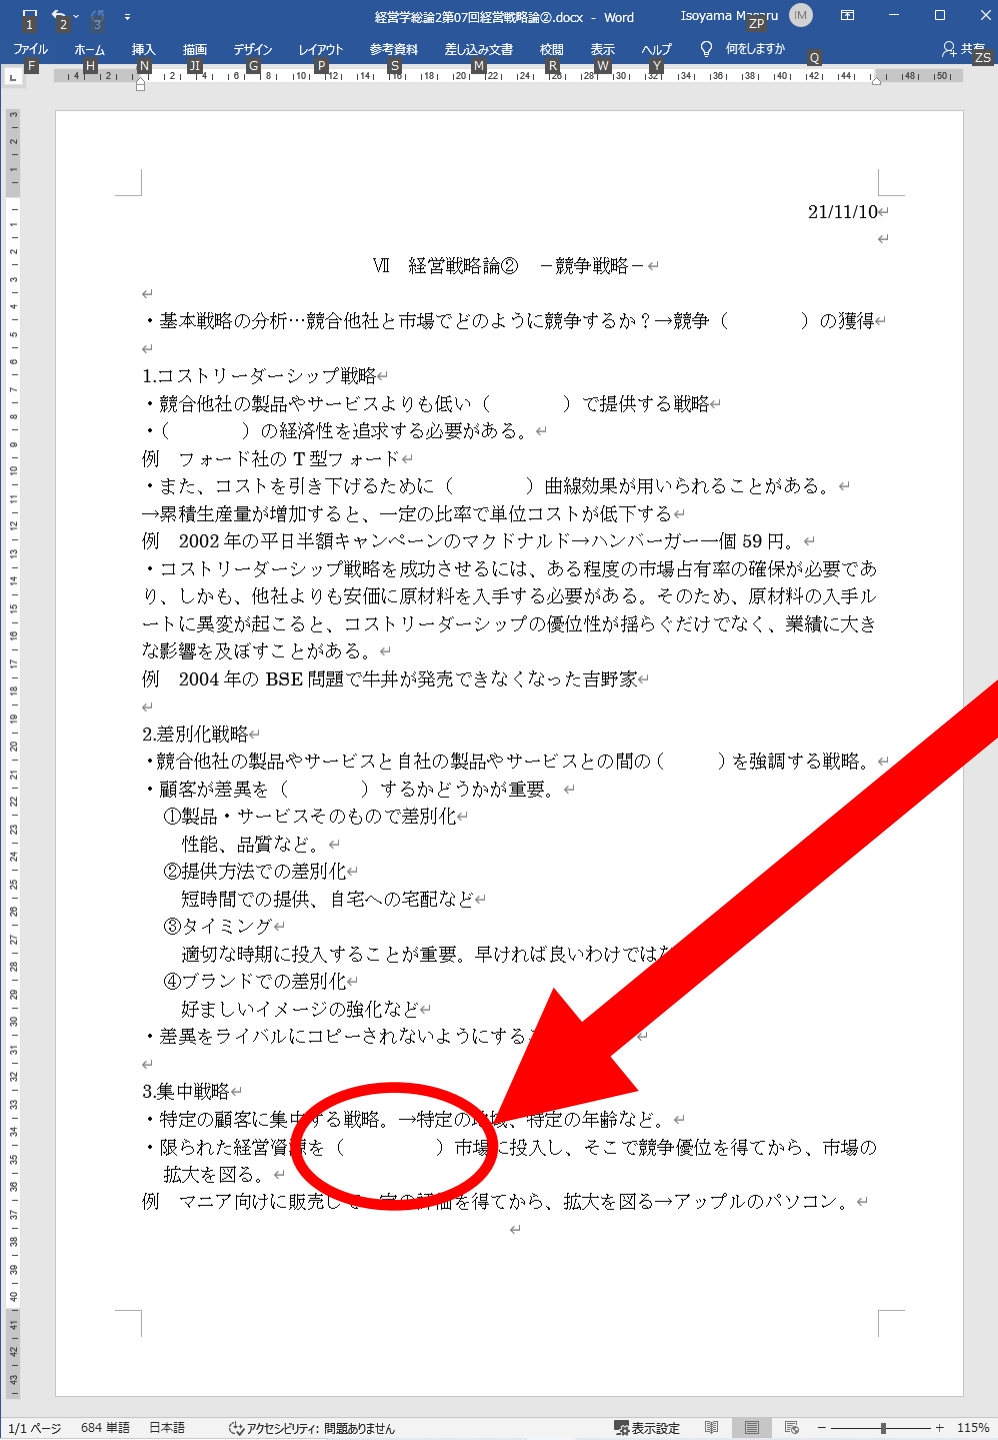 経営学総論2第07回経営戦略論②.docx - Word
Isoyama IM
1 2 3 ZP
ファイル ホーム 挿入 描画 デザイン レイアウト 参考資料 差し込み文書 校閲 表示 ヘルプ 何をしますか 共有
F H N JI G P S M R W Y Q ZS
21/11/10
Ⅶ 経営戦略論② －競争戦略－
・基本戦略の分析…競合他社と市場でどのように競争するか？→競争（　　　　）の獲得
1.コストリーダーシップ戦略
・競合他社の製品やサービスよりも低い（　　　　）で提供する戦略
・（　　　　）の経済性を追求する必要がある。
例 フォード社のT型フォード
・また、コストを引き下げるために（　　　　）曲線効果が用いられることがある。
→累積生産量が増加すると、一定の比率で単位コストが低下する
例 2002年の平日半額キャンペーンのマクドナルド→ハンバーガー一個59円。
・コストリーダーシップ戦略を成功させるには、ある程度の市場占有率の確保が必要であ
り、しかも、他社よりも安価に原材料を入手する必要がある。そのため、原材料の入手ル
ートに異変が起こると、コストリーダーシップの優位性が揺らぐだけでなく、業績に大き
な影響を及ぼすことがある。
例 2004年のBSE問題で牛丼が発売できなくなった吉野家
2.差別化戦略
・競合他社の製品やサービスと自社の製品やサービスとの間の（　　　）を強調する戦略。
・顧客が差異を（　　　　）するかどうかが重要。
①製品・サービスそのもので差別化
性能、品質など。
②提供方法での差別化
短時間での提供、自宅への宅配など
③タイミング
適切な時期に投入することが重要。早ければ良いわけではな
④ブランドでの差別化
好ましいイメージの強化など
・差異をライバルにコピーされないようにする
3.集中戦略
・特定の顧客に集中する戦略。→特定の地域、特定の年齢など。
・限られた経営資源を（　　　　　）市場に投入し、そこで競争優位を得てから、市場の
拡大を図る。
例 マニア向けに販売して一定の評価を得てから、拡大を図る→アップルのパソコン。
1/1 ページ 684 単語 日本語 アクセシビリティ: 問題ありません 表示設定 115%